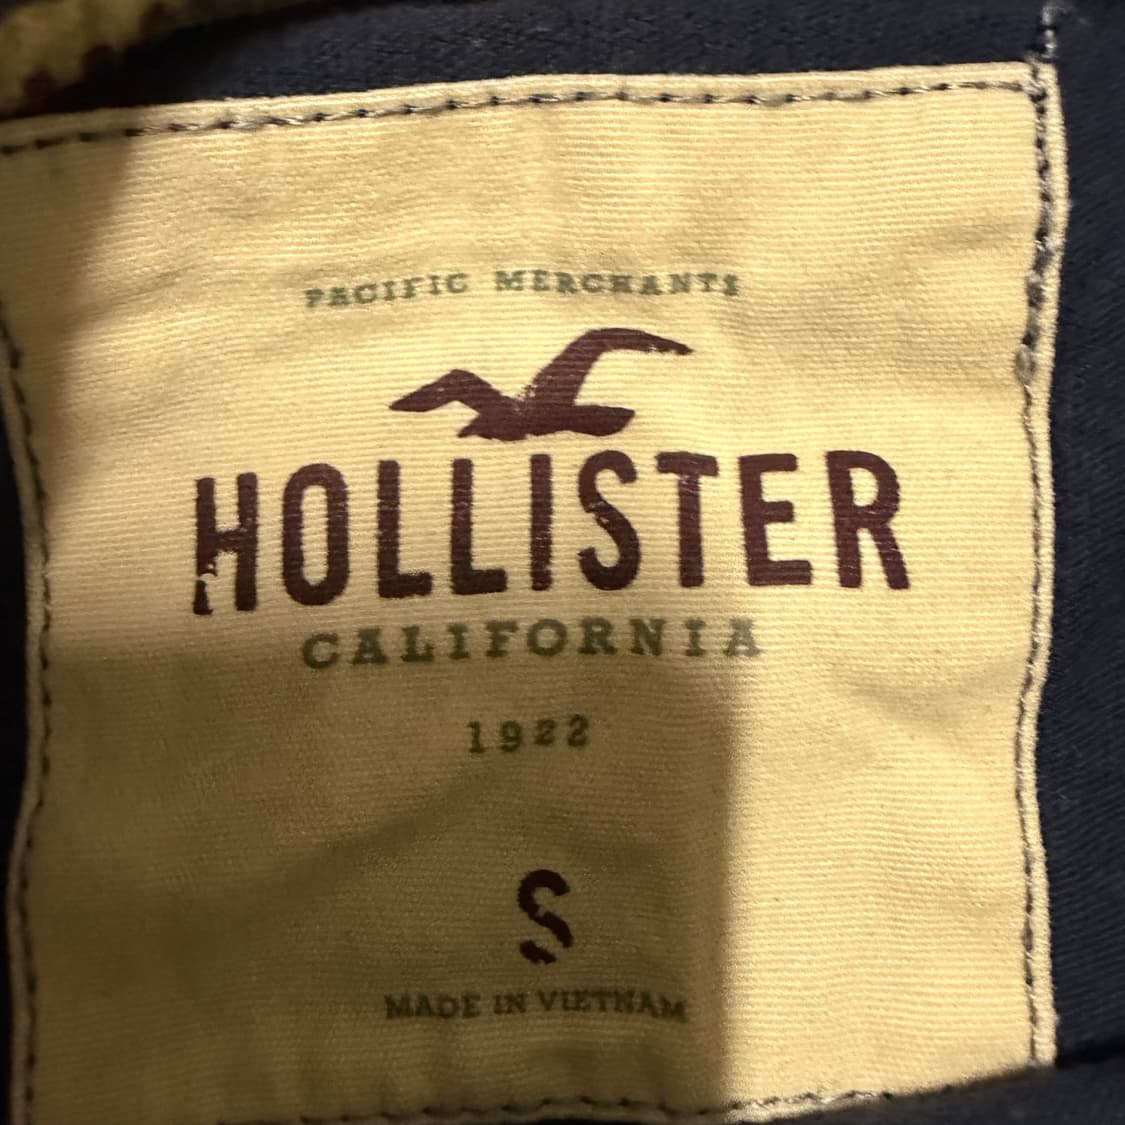 PACIFIC MERCHANTS
HOLLISTER
CALIFORNIA
1922
S
MADE IN VIETNAM